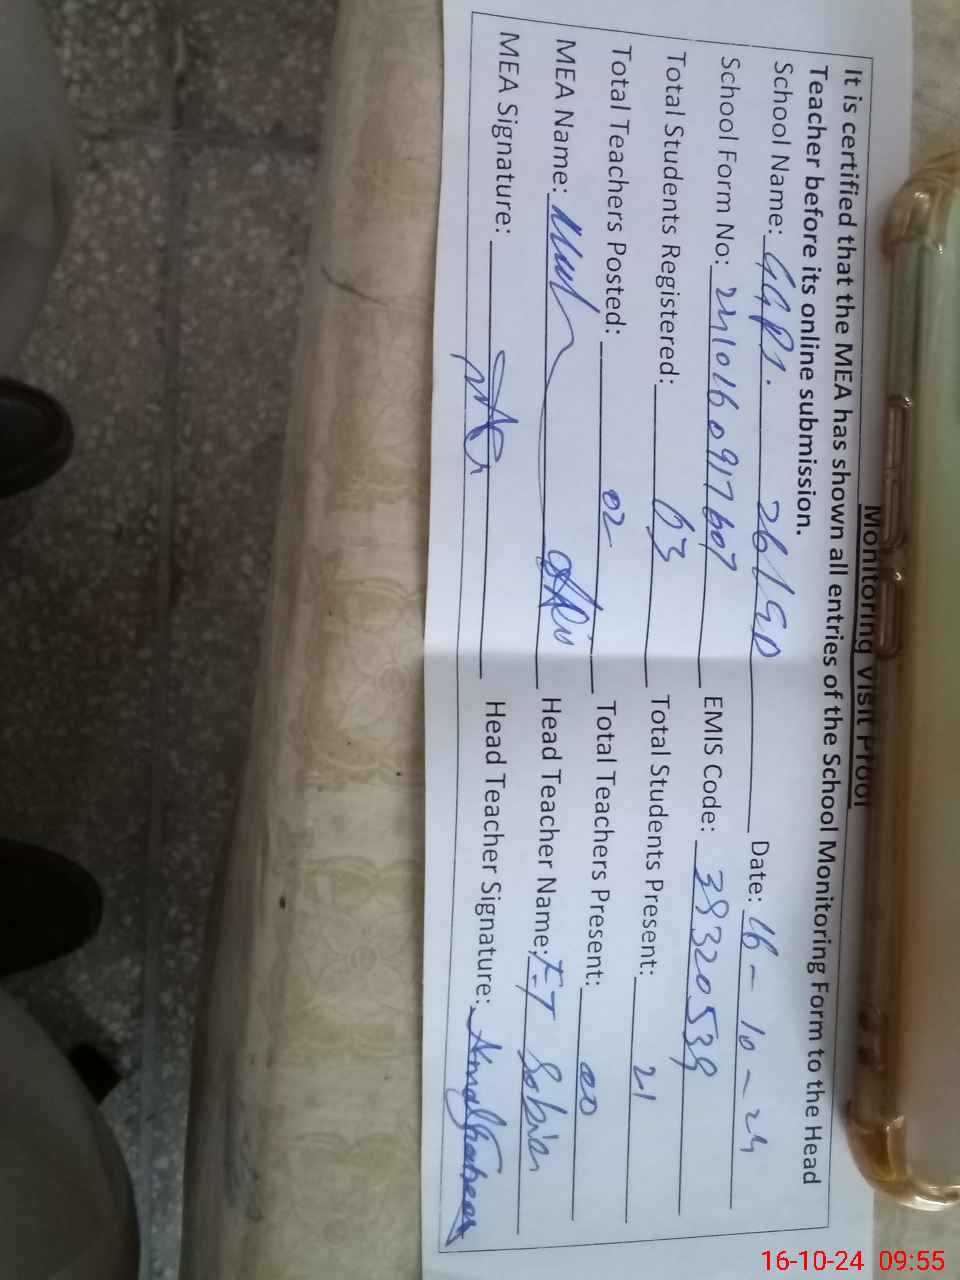 Monitoring Visit Proof
It is certified that the MEA has shown all entries of the School Monitoring Form to the Head
Teacher before its online submission.
School Name: GGPS. 26/ED Date: 16-10-24
School Form No: EMIS Code: 38320539
Total Students Registered: 63 Total Students Present: 21
Total Teachers Posted: 02 Total Teachers Present: 00
MEA Name: Head Teacher Name:
MEA Signature: Head Teacher Signature:
16-10-24 09:55